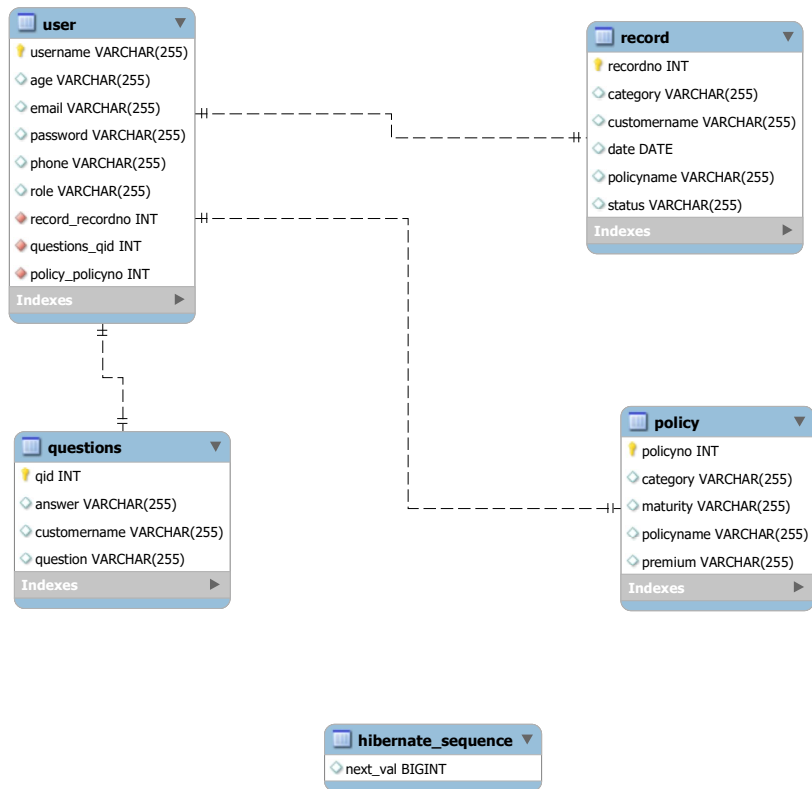 user
username VARCHAR(255)
age VARCHAR(255)
email VARCHAR(255)
password VARCHAR(255)
phone VARCHAR(255)
role VARCHAR(255)
record_recordno INT
questions_qid INT
policy_policyno INT
Indexes
record
recordno INT
category VARCHAR(255)
customername VARCHAR(255)
date DATE
policyname VARCHAR(255)
status VARCHAR(255)
Indexes
questions
qid INT
answer VARCHAR(255)
customername VARCHAR(255)
question VARCHAR(255)
Indexes
policy
policyno INT
category VARCHAR(255)
maturity VARCHAR(255)
policyname VARCHAR(255)
premium VARCHAR(255)
Indexes
hibernate_sequence
next_val BIGINT